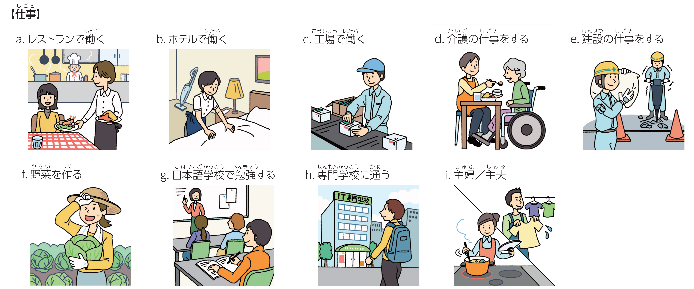 【仕事】
a. レストランで働く
b. ホテルで働く
c. 工場で働く
d. 介護の仕事をする
e. 建設の仕事をする
f. 野菜を作る
g. 日本語学校で勉強する
h. 専門学校に通う
i. 主婦／主夫